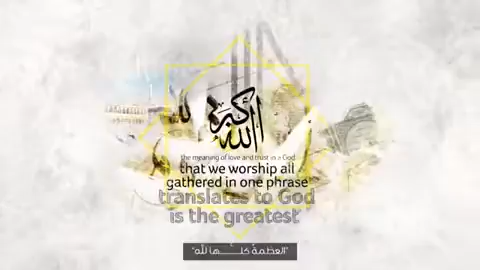 الله أكبر
the meaning of love and trust in a God
that we worship all
gathered in one phrase
translates to God
is the greatest
"العظمة كلـــها لله"